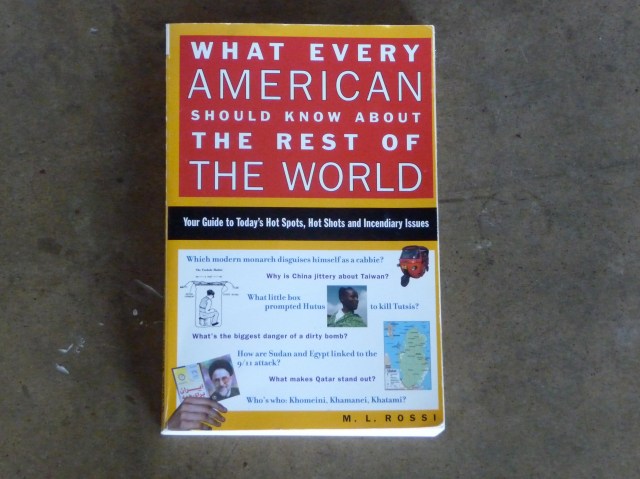 WHAT EVERY
AMERICAN
SHOULD KNOW ABOUT
THE REST OF
THE WORLD
Your Guide to Today's Hot Spots, Hot Shots and Incendiary Issues
Which modern monarch disguises himself as a cabbie?
Why is China jittery about Taiwan?
What little box
prompted Hutus to kill Tutsis?
What's the biggest danger of a dirty bomb?
How are Sudan and Egypt linked to the
9/11 attack?
What makes Qatar stand out?
Who's who: Khomeini, Khamanei, Khatami?
M. L. ROSSI